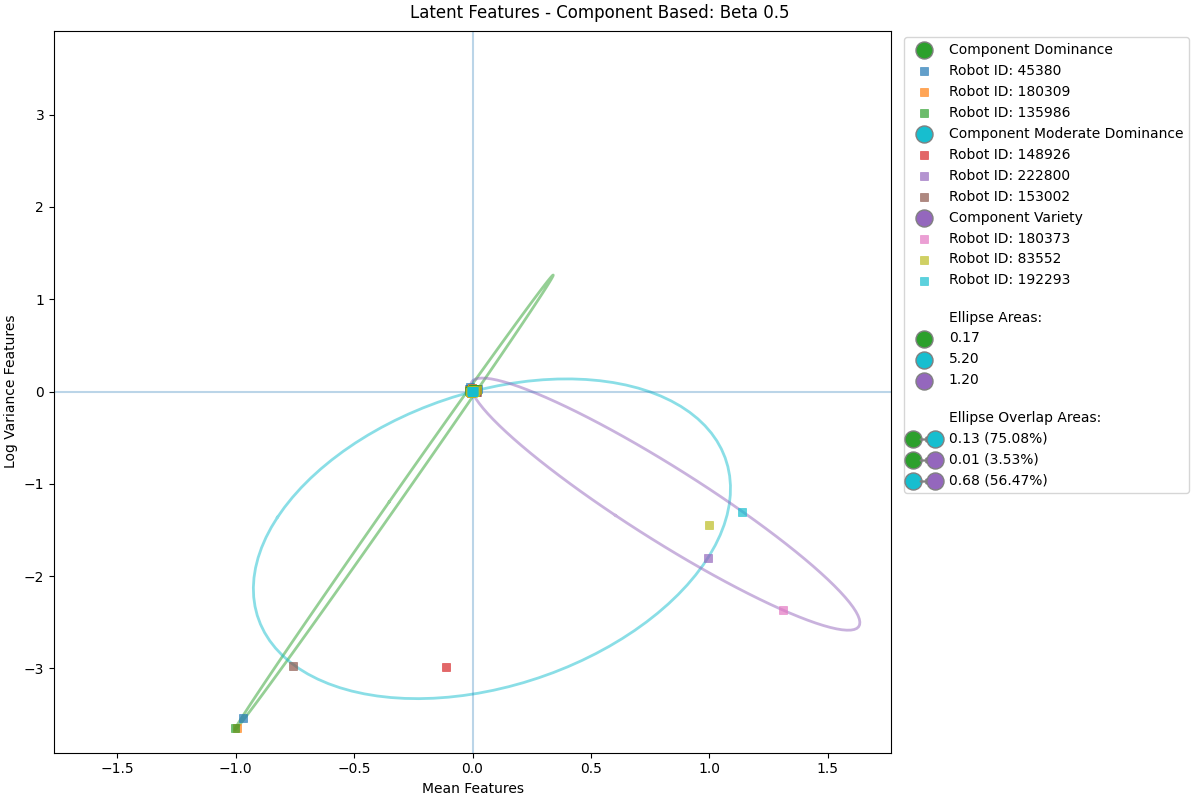 Latent Features - Component Based: Beta 0.5
Log Variance Features
3
2
1
0
−1
−2
−3
−1.5
−1.0
−0.5
0.0
0.5
1.0
1.5
Mean Features
Component Dominance
Robot ID: 45380
Robot ID: 180309
Robot ID: 135986
Component Moderate Dominance
Robot ID: 148926
Robot ID: 222800
Robot ID: 153002
Component Variety
Robot ID: 180373
Robot ID: 83552
Robot ID: 192293
Ellipse Areas:
0.17
5.20
1.20
Ellipse Overlap Areas:
0.13 (75.08%)
0.01 (3.53%)
0.68 (56.47%)